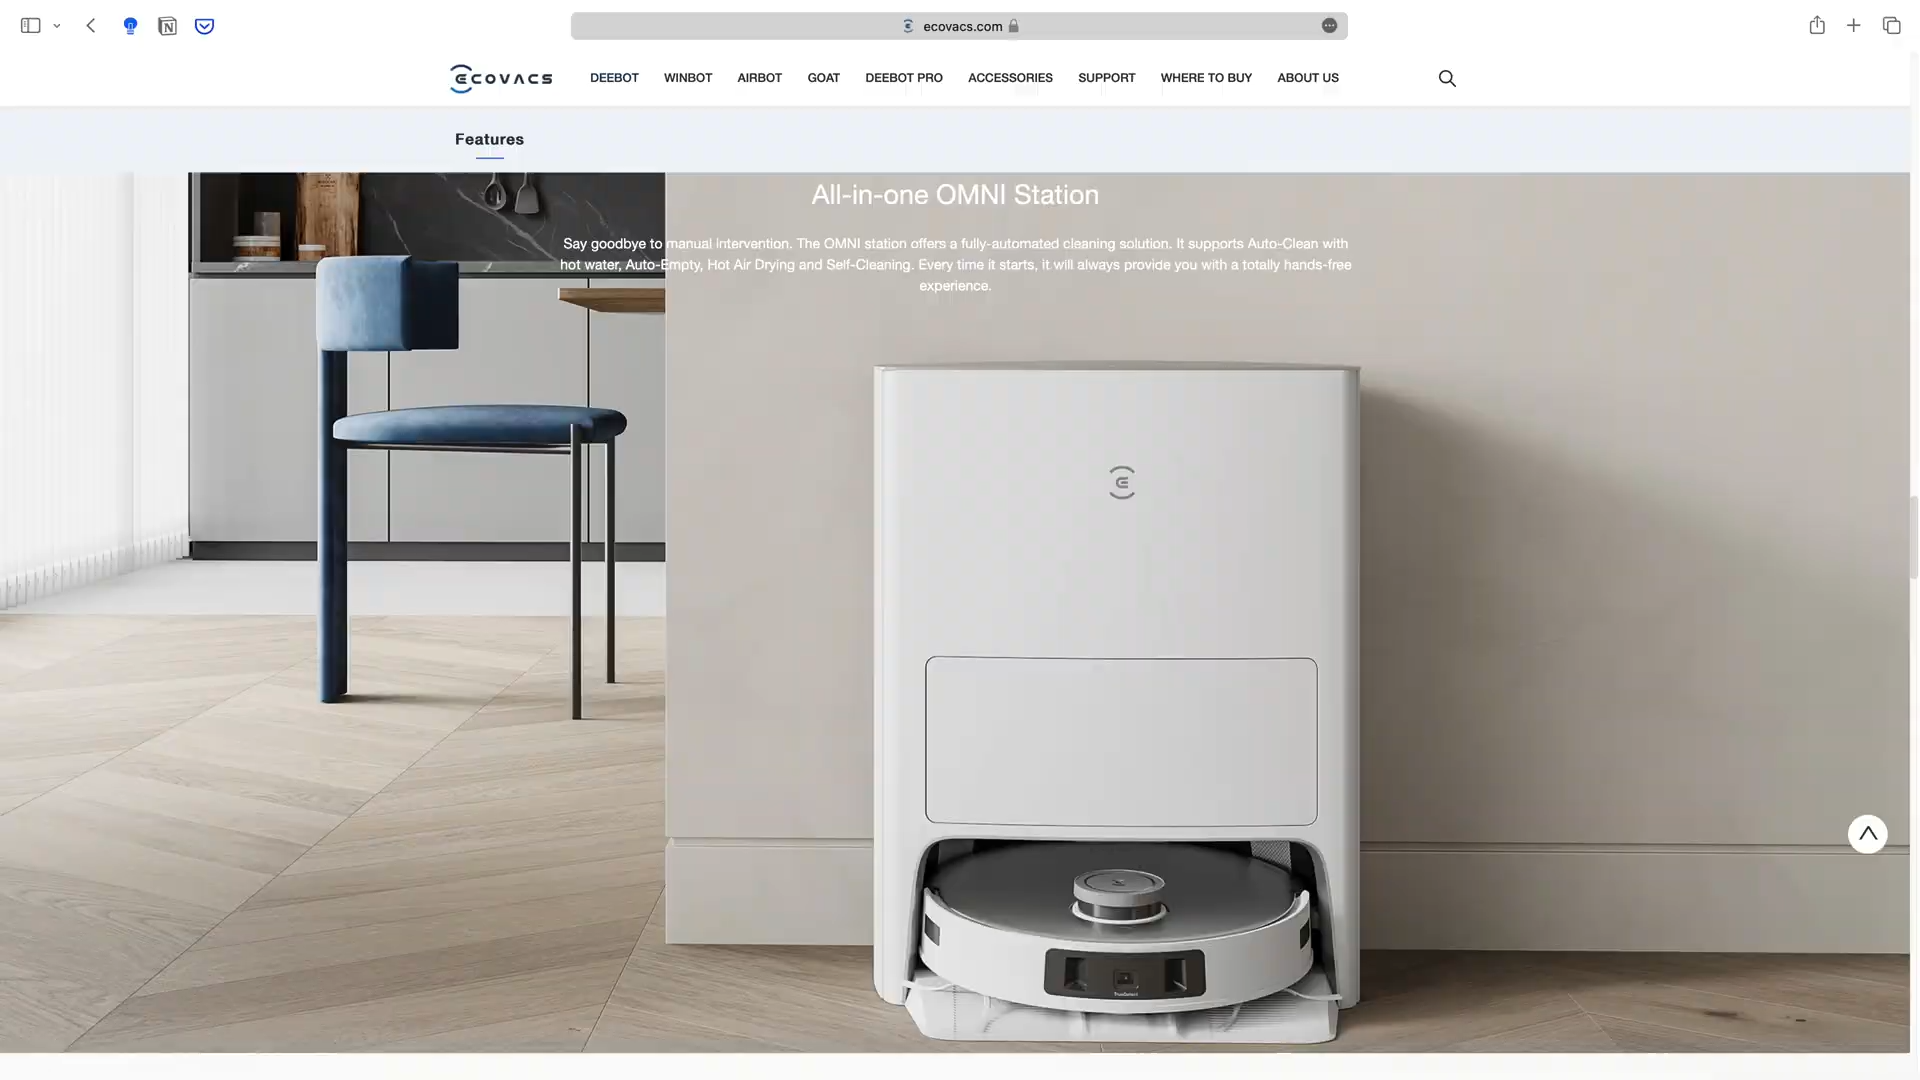 ecovacs.com
ECOVACS
DEEBOT WINBOT AIRBOT GOAT DEEBOT PRO ACCESSORIES SUPPORT WHERE TO BUY ABOUT US
Features
All-in-one OMNI Station
Say goodbye to manual intervention. The OMNI station offers a fully-automated cleaning solution. It supports Auto-Clean with
hot water, Auto-Empty, Hot Air Drying and Self-Cleaning. Every time it starts, it will always provide you with a totally hands-free
experience.